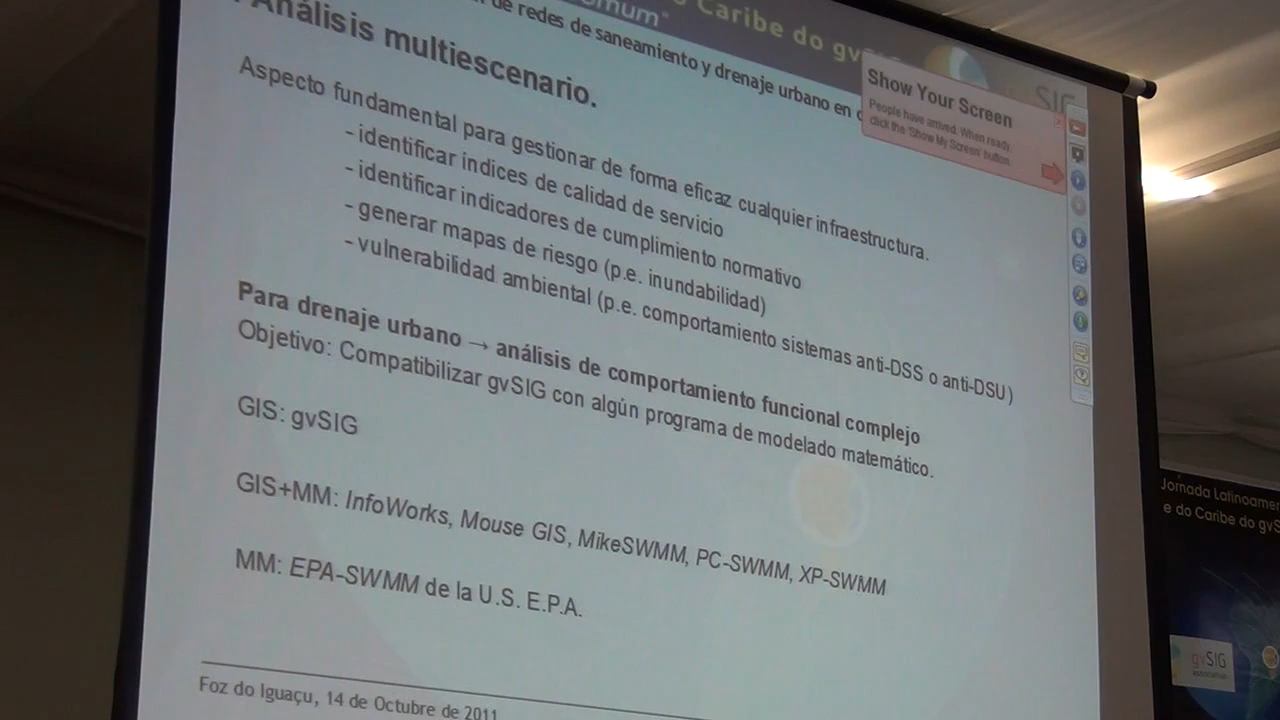 Caribe do gvSIG
de redes de saneamiento y drenaje urbano en
SIG
Análisis multiescenario.
Show Your Screen
People have arrived. When ready,
click the 'Show My Screen' button.
Aspecto fundamental para gestionar de forma eficaz cualquier infraestructura.
- identificar indices de calidad de servicio
- identificar indicadores de cumplimiento normativo
- generar mapas de riesgo (p.e. inundabilidad)
- vulnerabilidad ambiental (p.e. comportamiento sistemas anti-DSS o anti-DSU)
Para drenaje urbano → análisis de comportamiento funcional complejo
Objetivo: Compatibilizar gvSIG con algún programa de modelado matemático.
GIS: gvSIG
GIS+MM: InfoWorks, Mouse GIS, MikeSWMM, PC-SWMM, XP-SWMM
MM: EPA-SWMM de la U.S. E.P.A.
Foz do Iguaçu, 14 de Octubre de 2011
Jornada Latinoame
e do Caribe do gvS
gvSIG
association